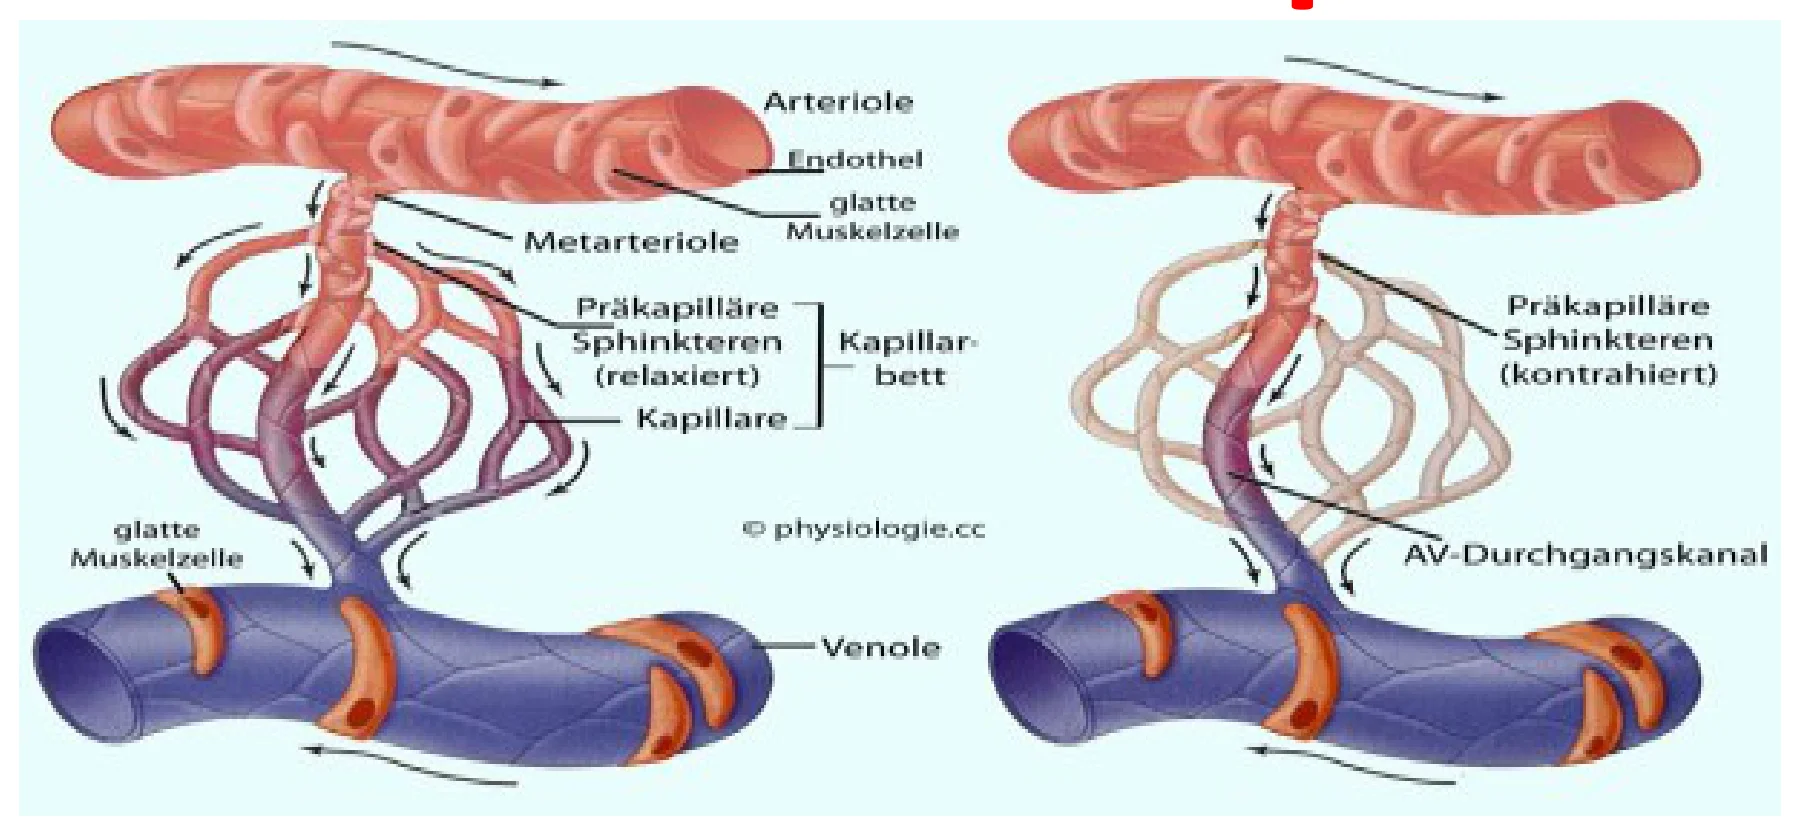 Arteriole
Endothel
glatte
Muskelzelle
Metarteriole
Präkapilläre
Sphinkteren
(relaxiert)
Kapillar-
bett
Kapillare
© physiologie.cc
glatte
Muskelzelle
Venole
Präkapilläre
Sphinkteren
(kontrahiert)
AV-Durchgangskanal